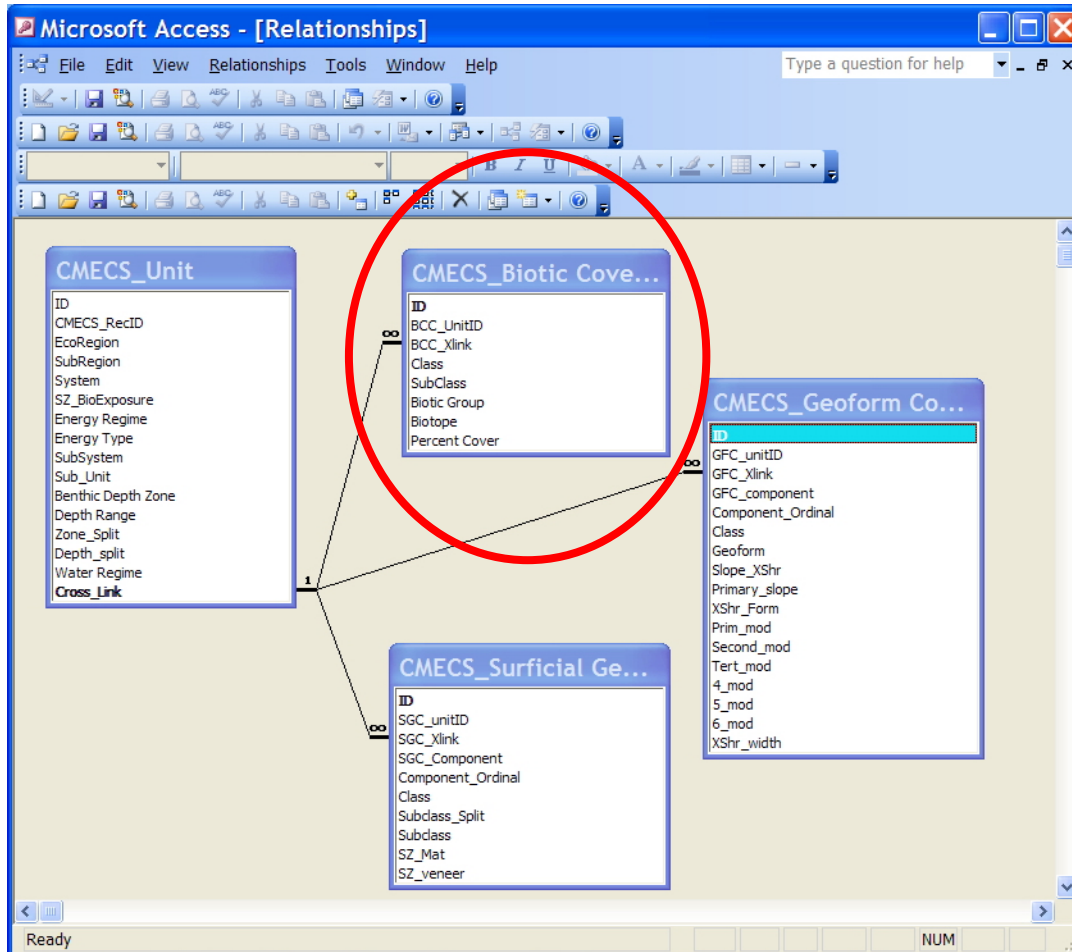 Microsoft Access - [Relationships]
File Edit View Relationships Tools Window Help
Type a question for help
CMECS_Unit
ID
CMECS_RecID
EcoRegion
SubRegion
System
SZ_BioExposure
Energy Regime
Energy Type
SubSystem
Sub_Unit
Benthic Depth Zone
Depth Range
Zone_Split
Depth_split
Water Regime
Cross_Link
1
CMECS_Biotic Cove...
ID
BCC_UnitID
BCC_Xlink
Class
SubClass
Biotic Group
Biotope
Percent Cover
∞
CMECS_Geoform Co...
ID
GFC_unitID
GFC_Xlink
GFC_component
Component_Ordinal
Class
Geoform
Slope_XShr
Primary_slope
XShr_Form
Prim_mod
Second_mod
Tert_mod
4_mod
5_mod
6_mod
XShr_width
∞
CMECS_Surficial Ge...
ID
SGC_unitID
SGC_Xlink
SGC_Component
Component_Ordinal
Class
Subclass_Split
Subclass
SZ_Mat
SZ_veneer
∞
Ready
NUM